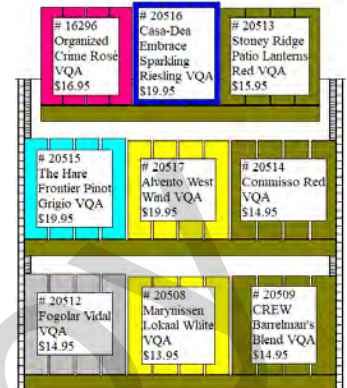 # 16296
Organized
Crime Rosé
VQA
$16.95
# 20516
Casa-Dea
Embrace
Sparkling
Riesling VQA
$19.95
# 20513
Stoney Ridge
Patio Lanterns
Red VQA
$15.95
# 20515
The Hare
Frontier Pinot
Grigio VQA
$19.95
# 20517
Alvento West
Wind VQA
$19.95
# 20514
Commisso Red
VQA
$14.95
# 20512
Fogolar Vidal
VQA
$14.95
# 20508
Marynissen
Lokaal White
VQA
$13.95
# 20509
CREW
Barrelman's
Blend VQA
$14.95